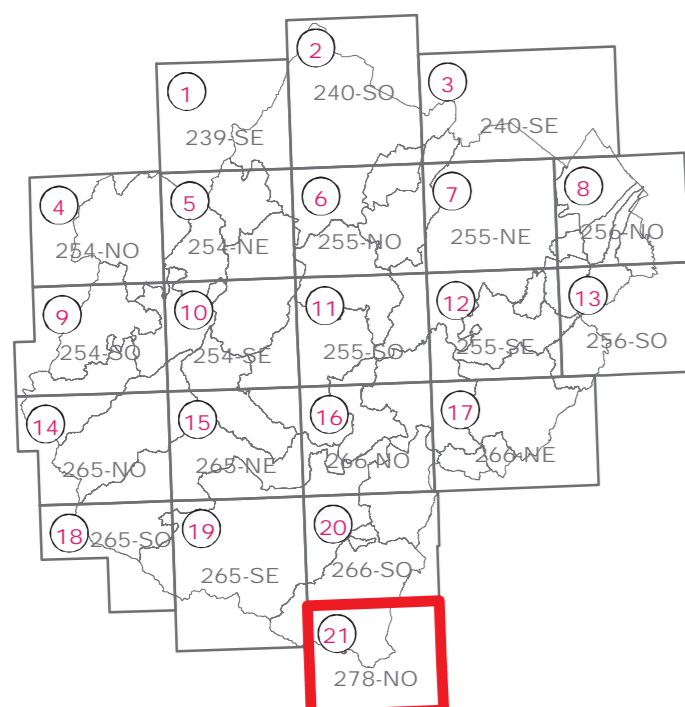 1
239-SE
2
240-SO
3
240-SE
4
254-NO
5
254-NE
6
255-NO
7
255-NE
8
256-NO
9
254-SO
10
254-SE
11
255-SO
12
255-SE
13
256-SO
14
265-NO
15
265-NE
16
266-NO
17
266-NE
18
265-SO
19
265-SE
20
266-SO
21
278-NO